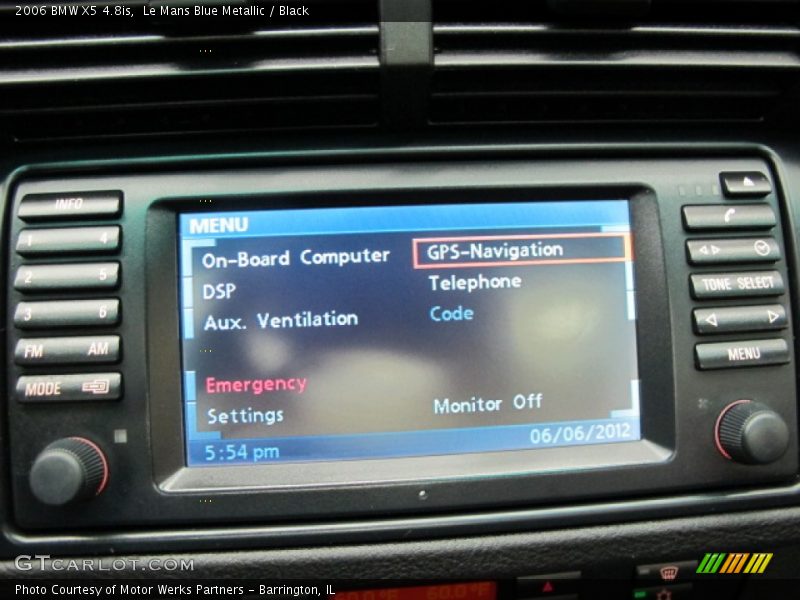 2006 BMW X5 4.8is, Le Mans Blue Metallic / Black
INFO
1 4
2 5
3 6
FM AM
MODE
MENU
On-Board Computer
DSP
Aux. Ventilation
Emergency
Settings
5:54 pm
GPS-Navigation
Telephone
Code
Monitor Off
06/06/2012
TONE SELECT
MENU
GTCARLOT.COM
Photo Courtesy of Motor Werks Partners - Barrington, IL